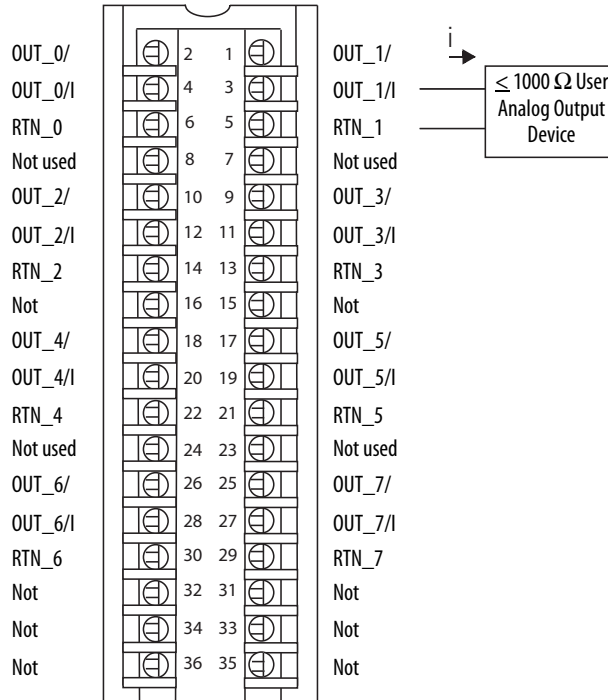 OUT_0/ 2 1 OUT_1/
i
OUT_0/I 4 3 OUT_1/I
≤ 1000 Ω User
Analog Output
Device
RTN_0 6 5 RTN_1
Not used 8 7 Not used
OUT_2/ 10 9 OUT_3/
OUT_2/I 12 11 OUT_3/I
RTN_2 14 13 RTN_3
Not 16 15 Not
OUT_4/ 18 17 OUT_5/
OUT_4/I 20 19 OUT_5/I
RTN_4 22 21 RTN_5
Not used 24 23 Not used
OUT_6/ 26 25 OUT_7/
OUT_6/I 28 27 OUT_7/I
RTN_6 30 29 RTN_7
Not 32 31 Not
Not 34 33 Not
Not 36 35 Not